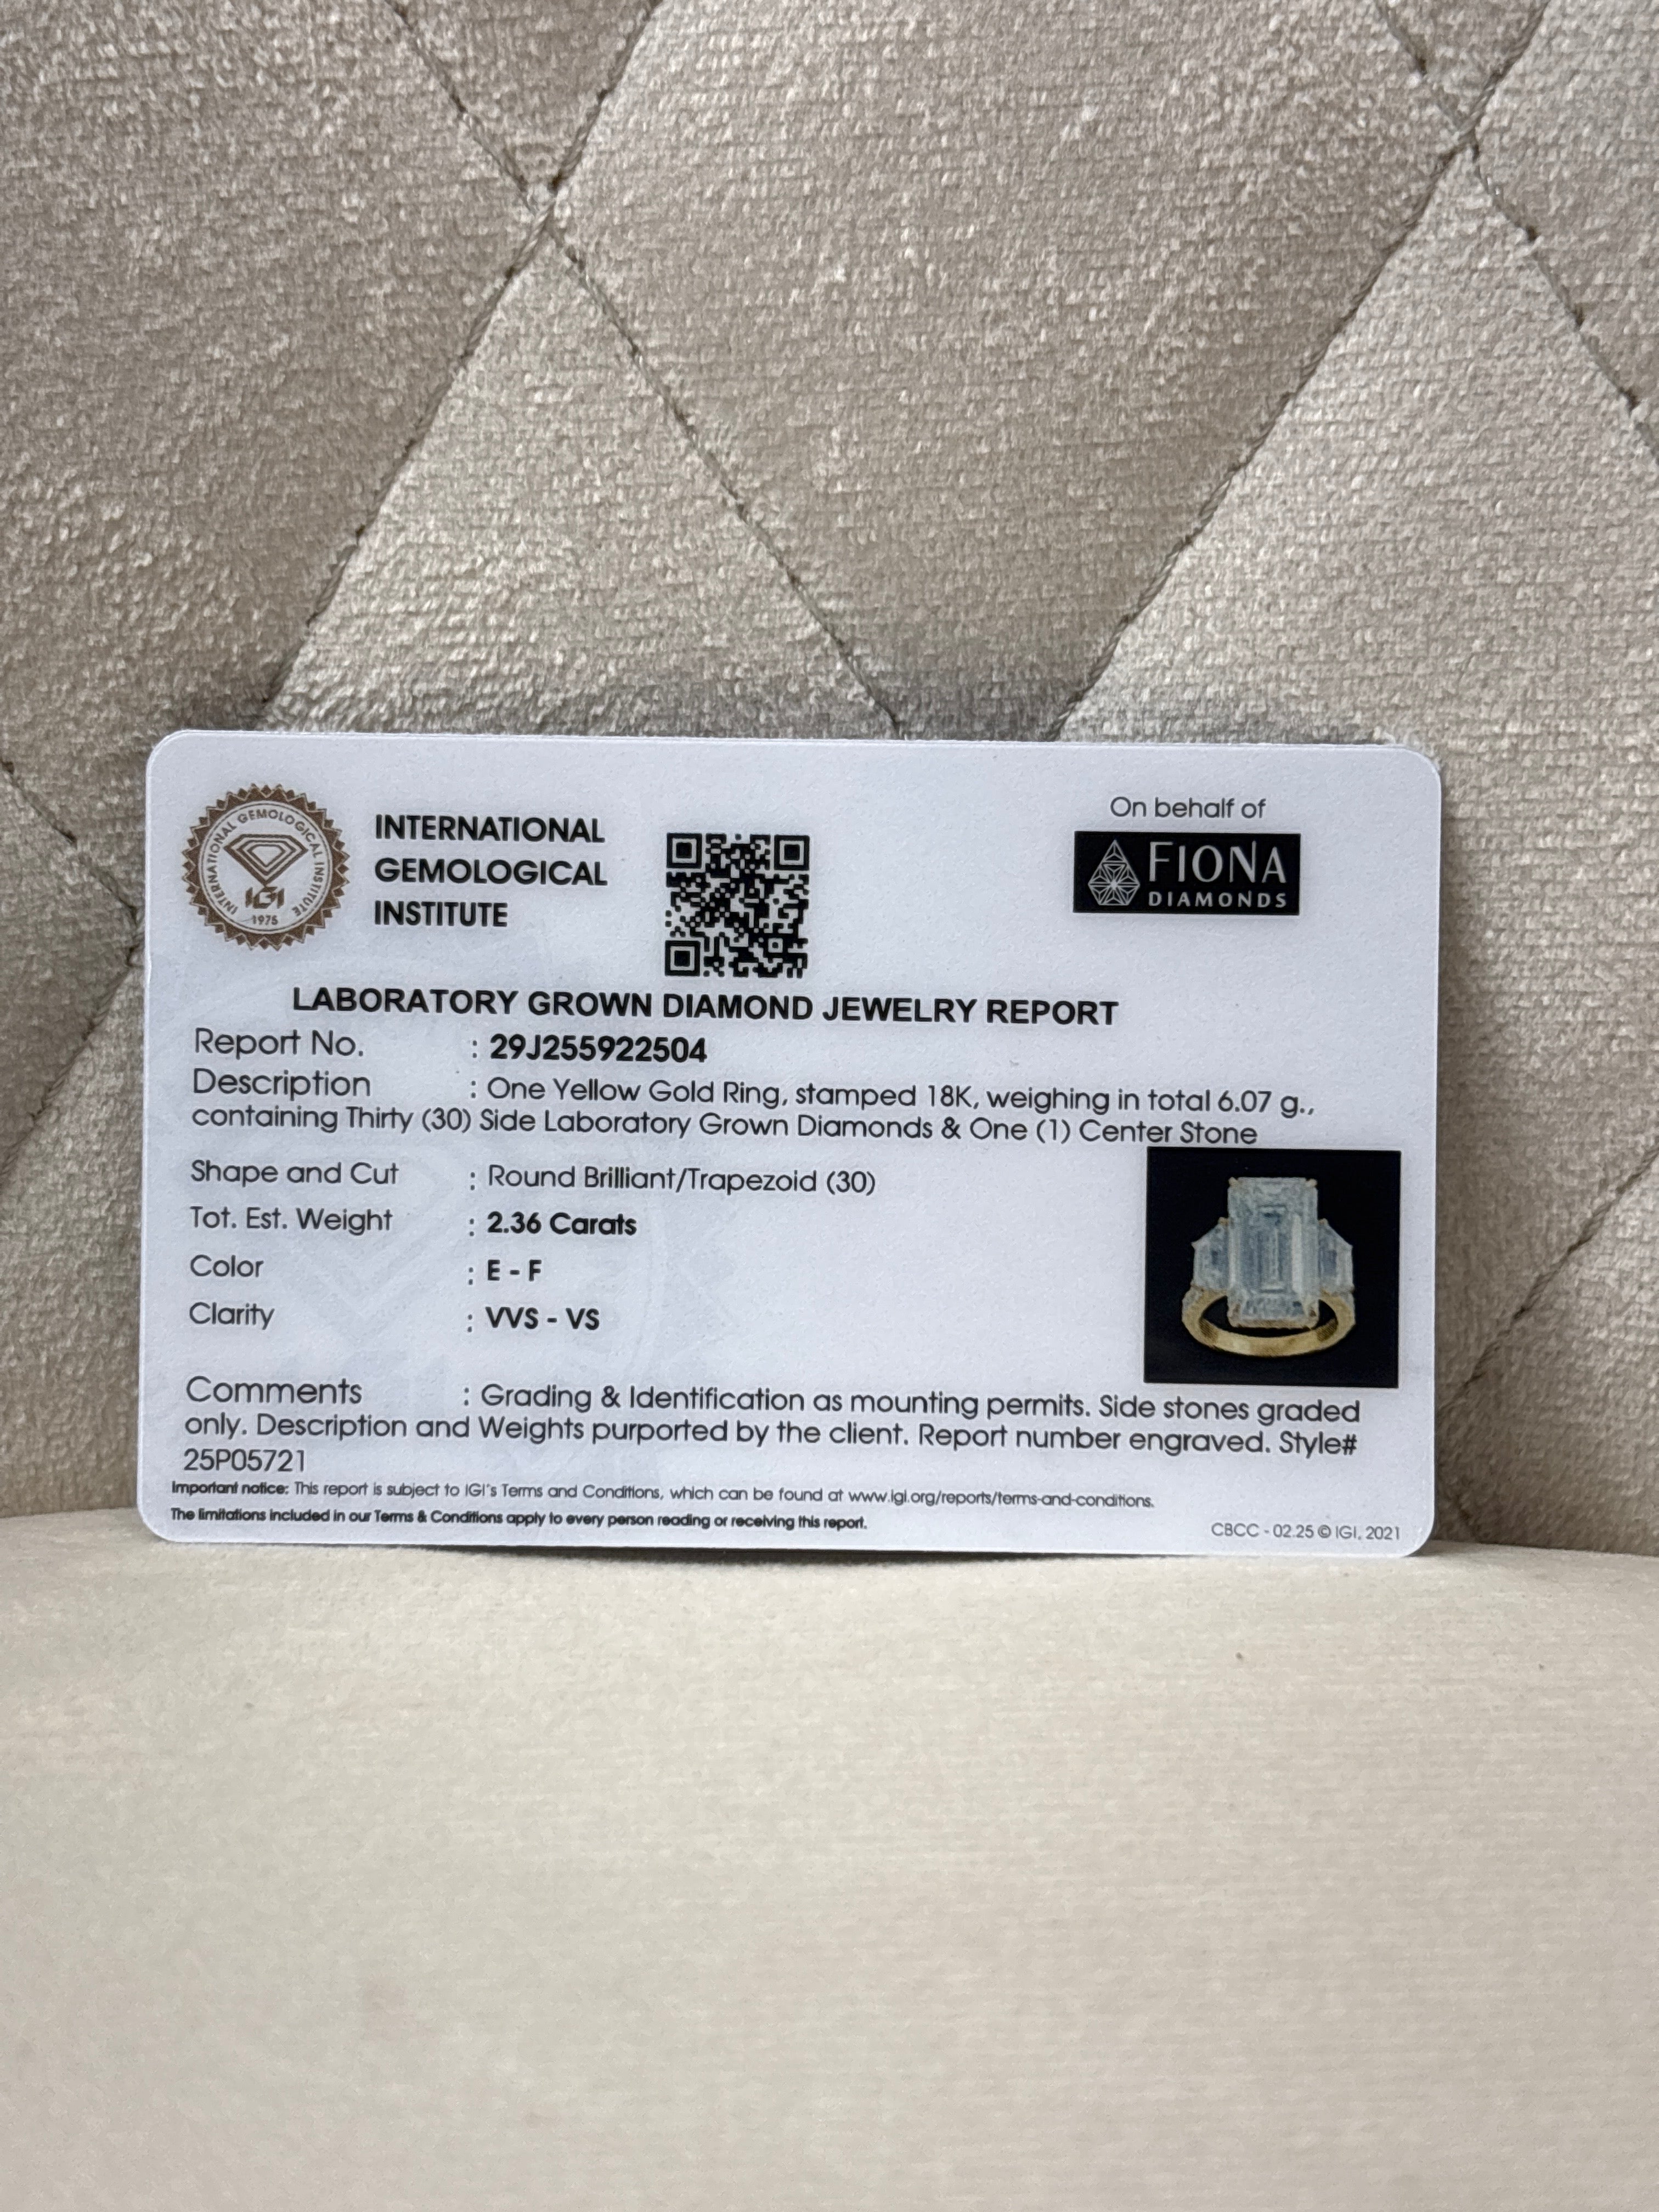 INTERNATIONAL GEMOLOGICAL INSTITUTE
IGI
1975
INTERNATIONAL
GEMOLOGICAL
INSTITUTE
On behalf of
FIONA
DIAMONDS
LABORATORY GROWN DIAMOND JEWELRY REPORT
Report No. : 29J255922504
Description : One Yellow Gold Ring, stamped 18K, weighing in total 6.07 g.,
containing Thirty (30) Side Laboratory Grown Diamonds & One (1) Center Stone
Shape and Cut : Round Brilliant/Trapezoid (30)
Tot. Est. Weight : 2.36 Carats
Color : E - F
Clarity : VVS - VS
Comments : Grading & Identification as mounting permits. Side stones graded
only. Description and Weights purported by the client. Report number engraved. Style#
25P05721
Important notice: This report is subject to IGI's Terms and Conditions, which can be found at www.igi.org/reports/terms-and-conditions.
The limitations included in our Terms & Conditions apply to every person reading or receiving this report.
CBCC - 02.25 © IGI, 2021